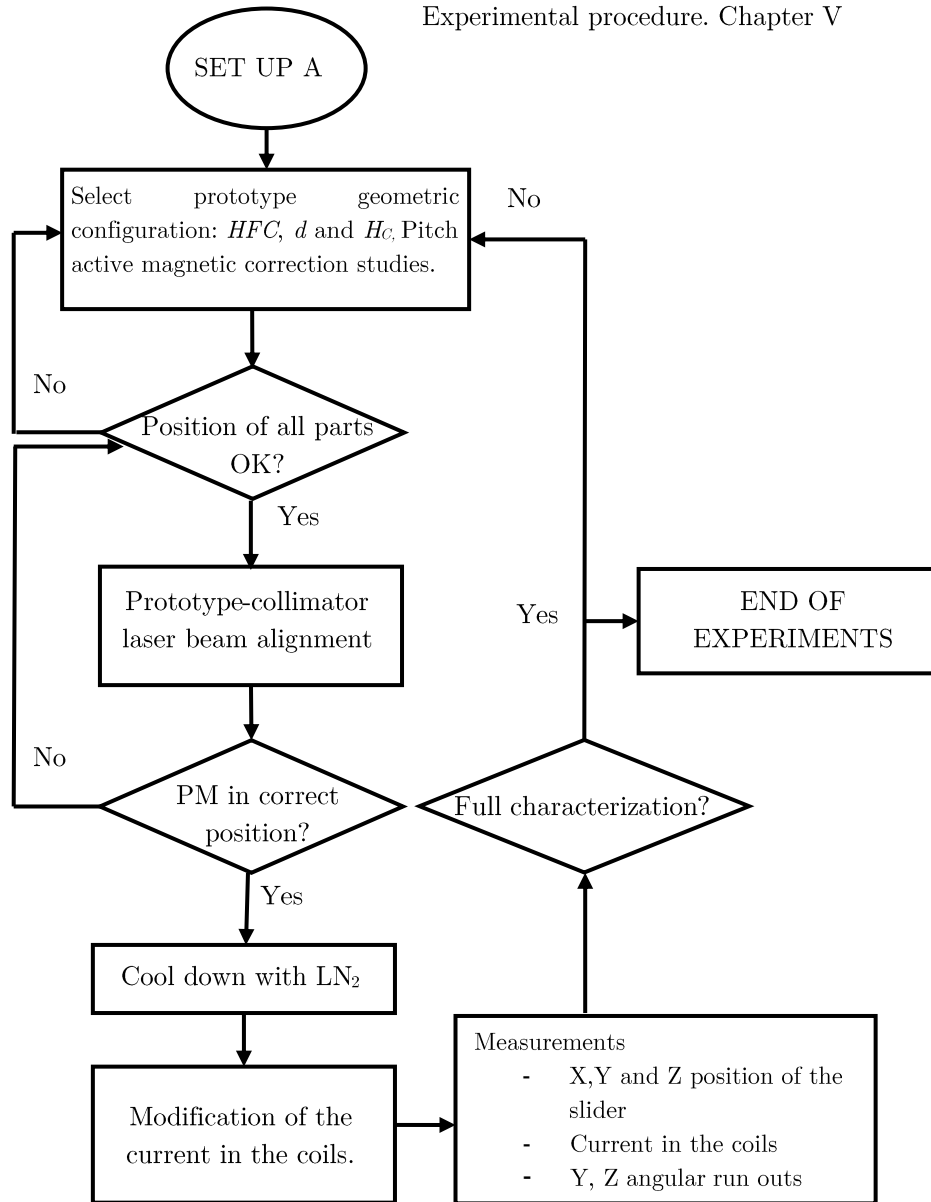 Experimental procedure. Chapter V
SET UP A
Select prototype geometric
configuration: HFC, d and HC, Pitch
active magnetic correction studies.
No
No
Position of all parts
OK?
Yes
Prototype-collimator
laser beam alignment
Yes
END OF
EXPERIMENTS
No
PM in correct
position?
Full characterization?
Yes
Cool down with LN₂
Modification of the
current in the coils.
Measurements
- X,Y and Z position of the
slider
- Current in the coils
- Y, Z angular run outs